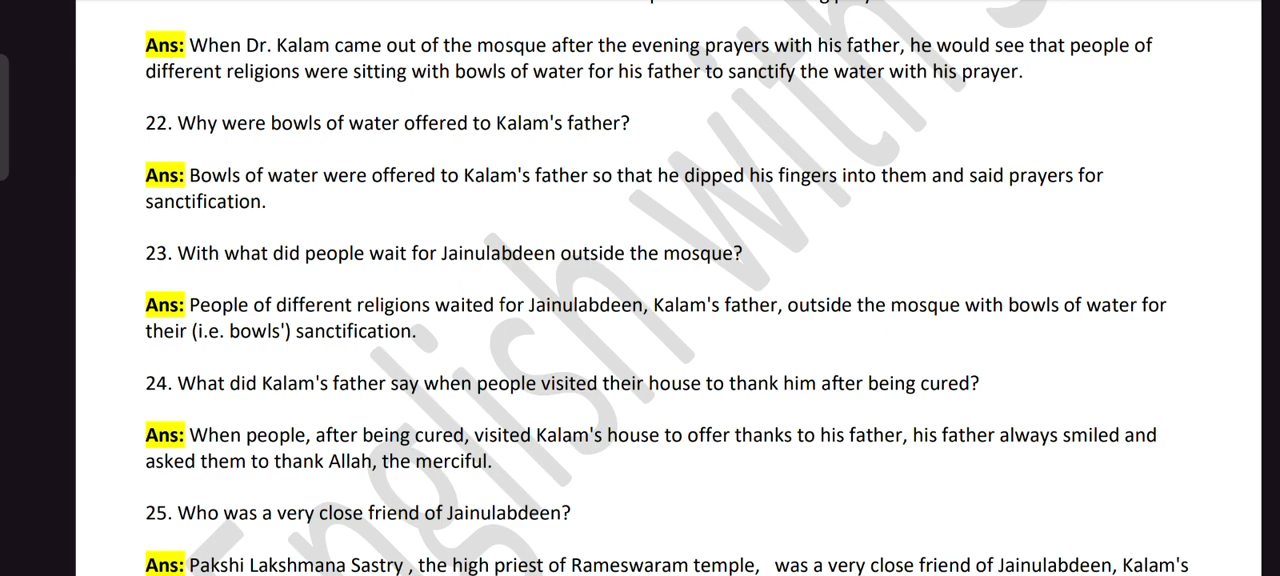 Ans: When Dr. Kalam came out of the mosque after the evening prayers with his father, he would see that people of
different religions were sitting with bowls of water for his father to sanctify the water with his prayer.
22. Why were bowls of water offered to Kalam's father?
Ans: Bowls of water were offered to Kalam's father so that he dipped his fingers into them and said prayers for
sanctification.
23. With what did people wait for Jainulabdeen outside the mosque?
Ans: People of different religions waited for Jainulabdeen, Kalam's father, outside the mosque with bowls of water for
their (i.e. bowls') sanctification.
24. What did Kalam's father say when people visited their house to thank him after being cured?
Ans: When people, after being cured, visited Kalam's house to offer thanks to his father, his father always smiled and
asked them to thank Allah, the merciful.
25. Who was a very close friend of Jainulabdeen?
Ans: Pakshi Lakshmana Sastry , the high priest of Rameswaram temple, was a very close friend of Jainulabdeen, Kalam's
English with